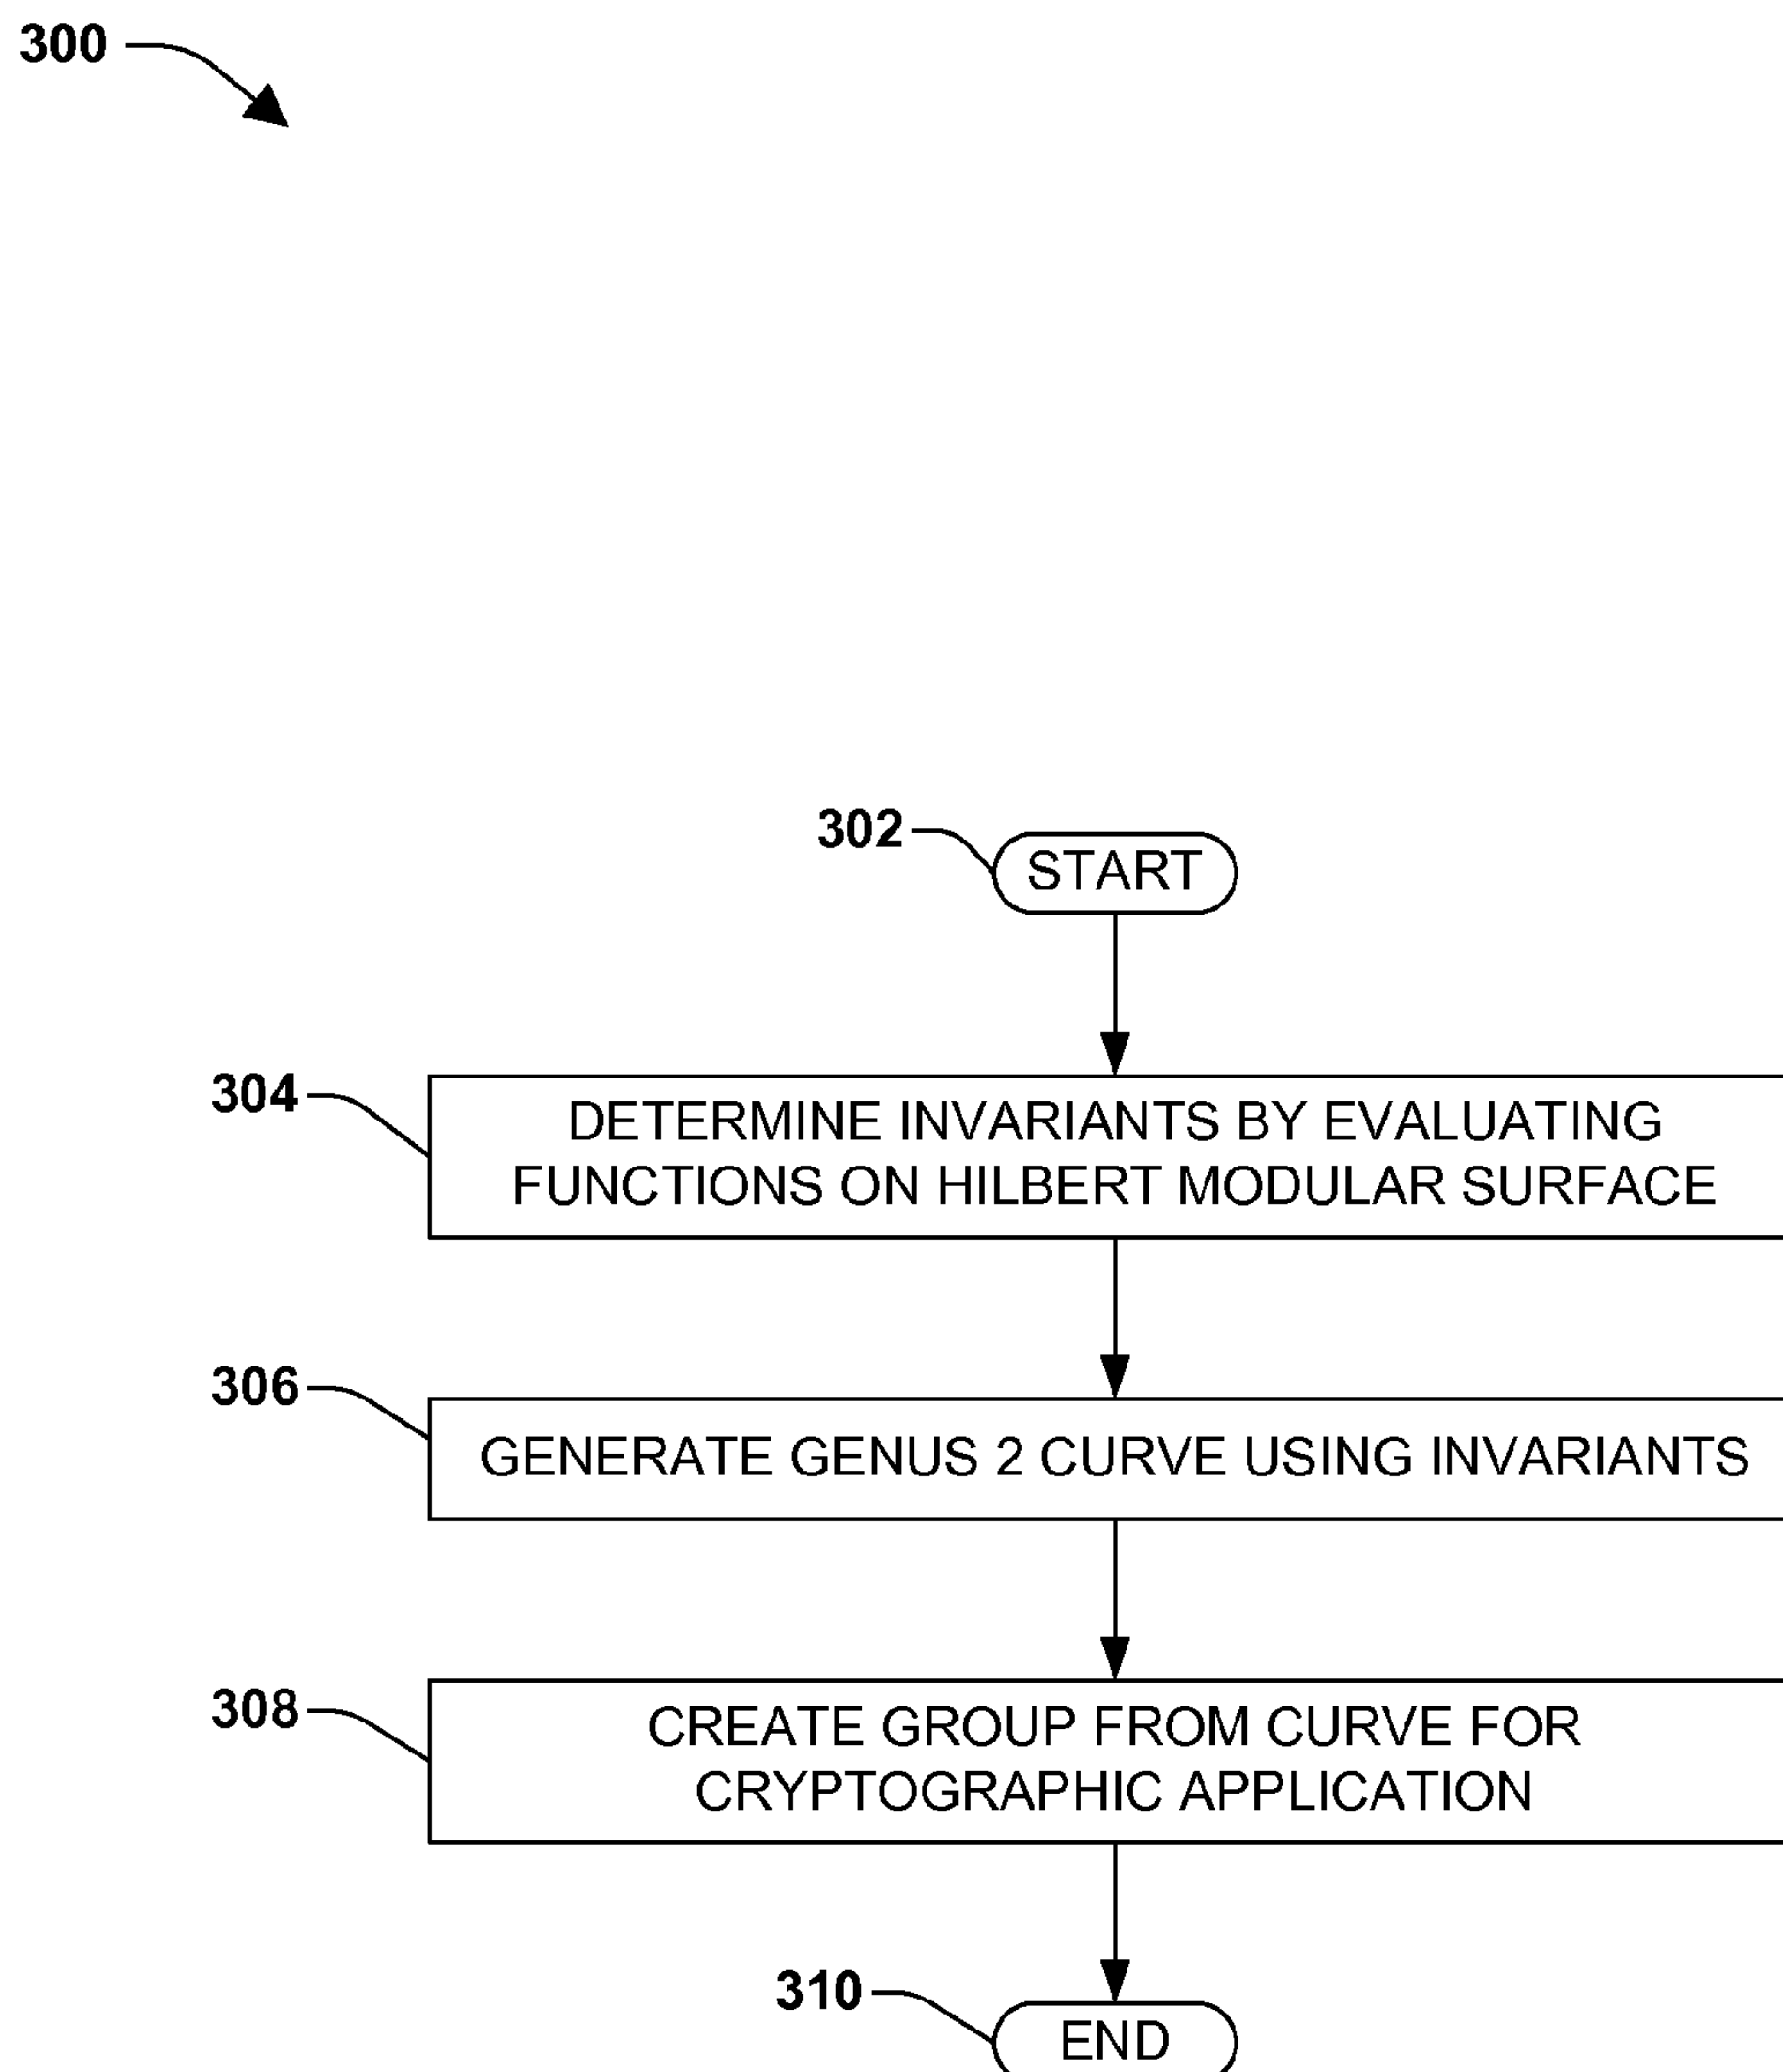 300
302
START
304
DETERMINE INVARIANTS BY EVALUATING
FUNCTIONS ON HILBERT MODULAR SURFACE
306
GENERATE GENUS 2 CURVE USING INVARIANTS
308
CREATE GROUP FROM CURVE FOR
CRYPTOGRAPHIC APPLICATION
310
END